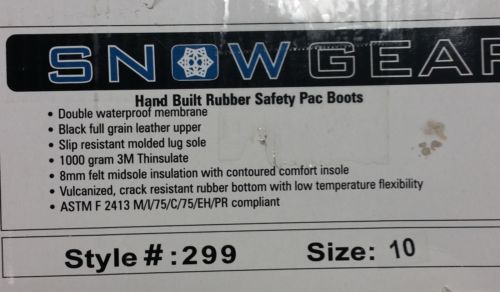 SNOWGEAR
Hand Built Rubber Safety Pac Boots
• Double waterproof membrane
• Black full grain leather upper
• Slip resistant molded lug sole
• 1000 gram 3M Thinsulate
• 8mm felt midsole insulation with contoured comfort insole
• Vulcanized, crack resistant rubber bottom with low temperature flexibility
• ASTM F 2413 M/I/75/C/75/EH/PR compliant
Style#:299 Size: 10